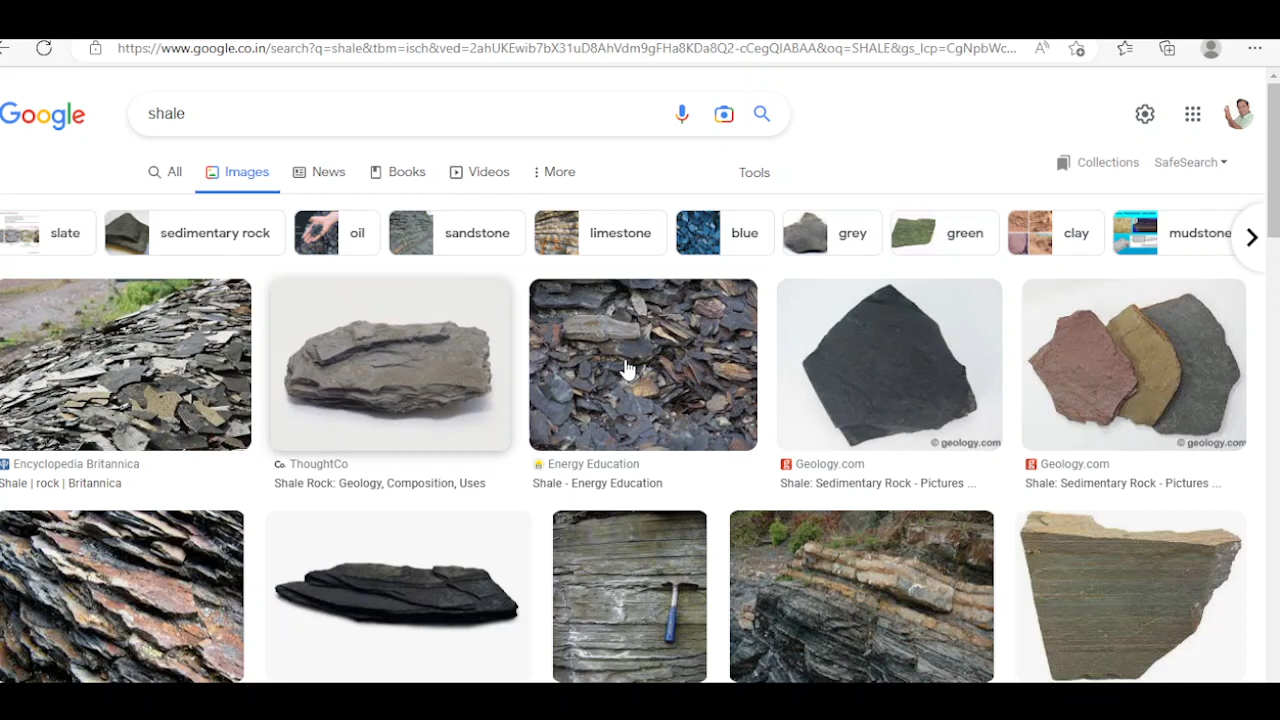 https://www.google.co.in/search?q=shale&tbm=isch&ved=2ahUKEwib7bX31uD8AhVdm9gFHa8KDa8Q2-cCegQIABAA&oq=SHALE&gs_lcp=CgNpbWc...
Google
shale
All
Images
News
Books
Videos
More
Tools
Collections
SafeSearch
slate
sedimentary rock
oil
sandstone
limestone
blue
grey
green
clay
mudstone
© geology.com
© geology.com
Encyclopedia Britannica
Co. ThoughtCo
Energy Education
g Geology.com
g Geology.com
Shale | rock | Britannica
Shale Rock: Geology, Composition, Uses
Shale - Energy Education
Shale: Sedimentary Rock - Pictures ...
Shale: Sedimentary Rock - Pictures ...